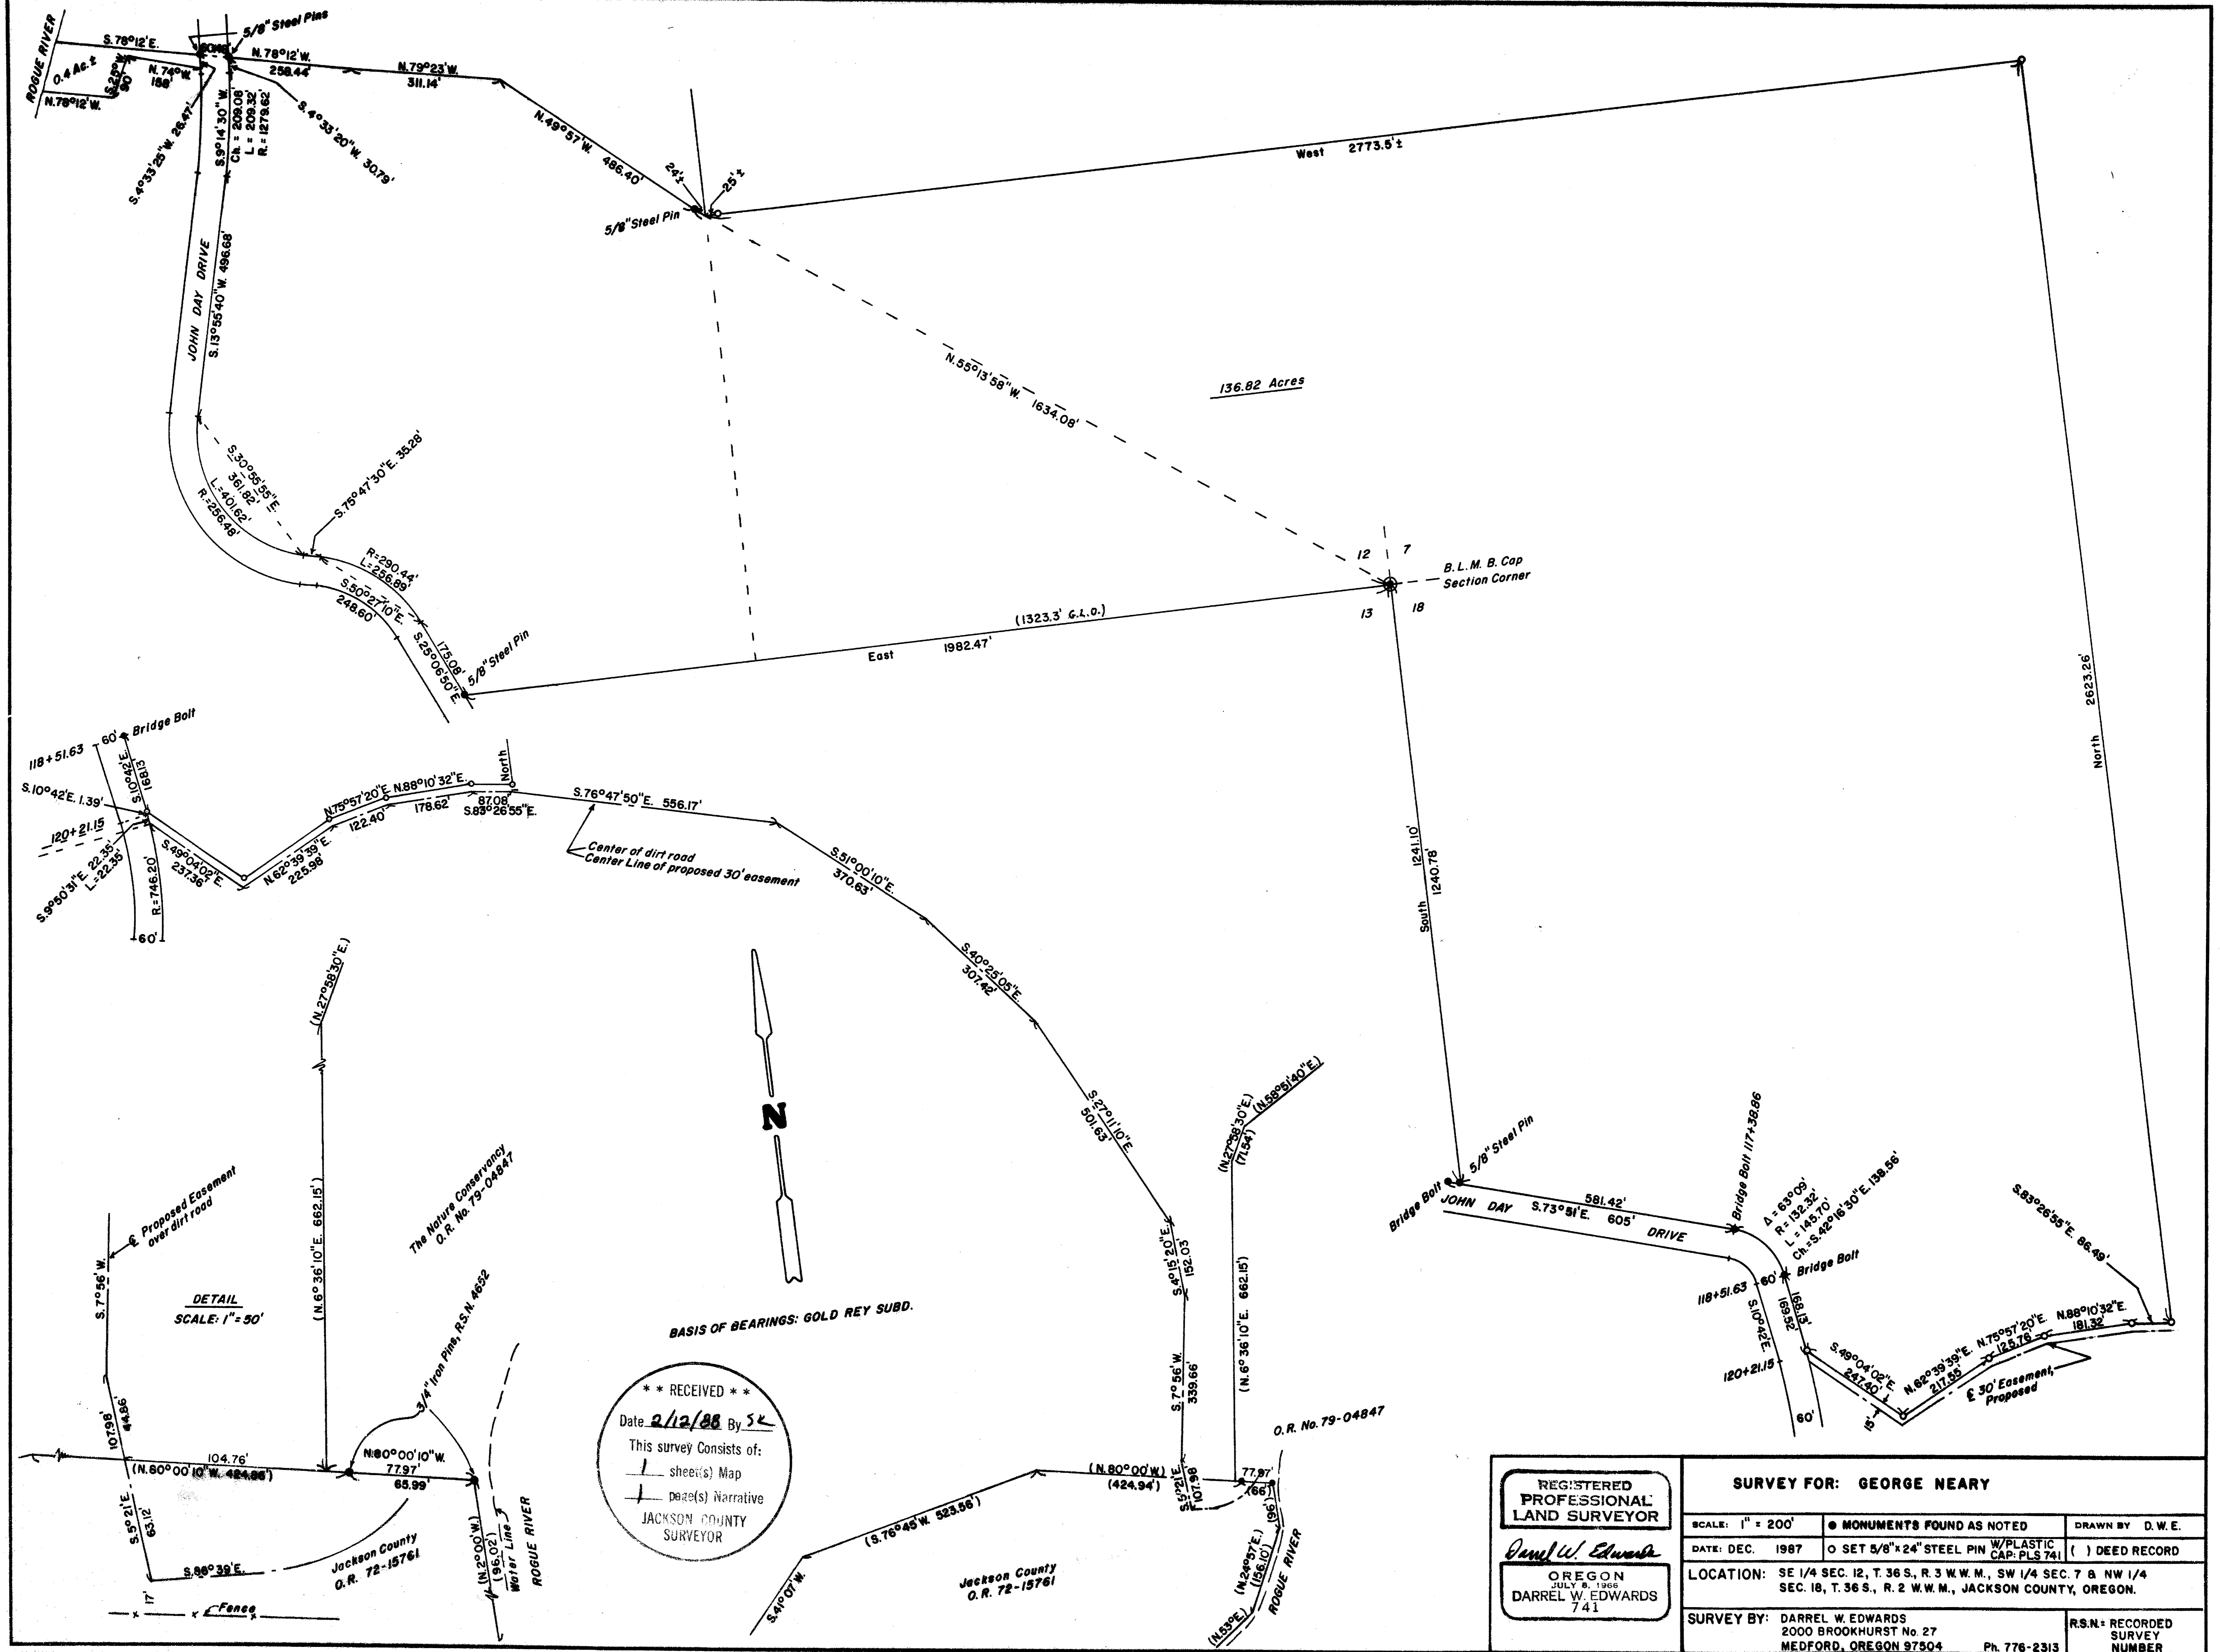 ROGUE RIVER
S.78°12'E.
0.4 Ac.±
S.25°W.
90'
N.74°W.
158'
N.78°12'W.
5/8" Steel Pins
N.78°12'W.
258.44'
N.79°23'W.
311.14'
S.4°33'25"W. 26.47'
S.9°14'30"W.
Ch. = 209.08'
L = 209.32'
R. = 1279.62'
S.4°33'20"W. 30.79'
N.49°57'W. 486.40'
24'±
25'±
5/8" Steel Pin
West 2773.5'±
JOHN DAY DRIVE
S.13°55'40"W. 496.68'
N.55°13'58"W. 1634.08'
136.82 Acres
S.30°55'55"E.
361.82'
L.=401.62'
R.=256.48'
S.75°47'30"E. 35.28'
R=290.44'
L=256.89'
S.50°27'10"E.
248.60'
175.08'
S.25°06'50"E.
5/8" Steel Pin
(1323.3' G.L.O.)
East 1982.47'
12 7
13 18
B.L.M. B. Cap
Section Corner
North 2623.26'
South 1241.10'
1240.78'
118+51.63
60'
Bridge Bolt
S.10°42'E.
168.13
S.10°42'E. 1.39'
120+21.15
S.9°50'31"E. 22.35'
L=22.35'
R.=746.20'
60'
S.49°04'02"E.
237.36'
N.62°39'39"E.
225.98'
N.75°57'20"E.
122.40'
N.88°10'32"E.
178.62'
87.08'
S.83°26'55"E.
North
S.76°47'50"E. 556.17'
Center of dirt road
Center Line of proposed 30' easement
S.51°00'10"E.
370.63'
S.40°25'05"E.
307.42'
S.27°11'10"E.
501.63'
S.4°15'20"E.
152.03'
S.7°56'W.
339.66'
(N.27°58'30"E.)
(N.6°36'10"E. 662.15')
The Nature Conservancy
O.R. No. 79-04847
₵ Proposed Easement
over dirt road
S.7°56'W.
DETAIL
SCALE: 1"=50'
3/4" Iron Pins, R.S.N. 4652
107.98'
44.86'
104.76'
(N.80°00'10"W. 424.86')
N.80°00'10"W.
77.97'
65.99'
S.5°21'E.
63.12'
S.86°39'E.
17'
Fence
Jackson County
O.R. 72-15761
(N.2°00'W.)
(96.02')
Water Line
ROGUE RIVER
N
BASIS OF BEARINGS: GOLD REY SUBD.
* * RECEIVED * *
Date 2/12/88 By SK
This survey Consists of:
1 sheet(s) Map
1 page(s) Narrative
JACKSON COUNTY
SURVEYOR
(N.58°51'40"E.)
(N.27°58'30"E.)
(71.54')
(N.6°36'10"E. 662.15')
O.R. No. 79-04847
(N.80°00'W.)
(424.94')
S.5°21'E.
107.98'
77.97'
(66')
(96')
(N.24°57'E.)
(156.10')
(N.53°E.)
ROGUE RIVER
(S.76°45'W. 523.56')
S.41°07'W.
Jackson County
O.R. 72-15761
5/8" Steel Pin
Bridge Bolt
581.42'
JOHN DAY DRIVE
S.73°51'E. 605'
Bridge Bolt 117+38.86
Δ = 63°09'
R = 132.32'
L = 145.70'
Ch.=S.42°16'30"E. 138.56'
Bridge Bolt
118+51.63
60'
168.13'
169.52'
S.10°42'E.
120+21.15
60'
S.49°04'02"E.
247.40'
15'
N.62°39'39"E.
217.55'
N.75°57'20"E.
125.76'
N.88°10'32"E.
181.32'
S.83°26'55"E. 86.49'
₵ 30' Easement,
Proposed
REGISTERED
PROFESSIONAL
LAND SURVEYOR
Darrel W. Edwards
OREGON
JULY 8, 1966
DARREL W. EDWARDS
741
SURVEY FOR: GEORGE NEARY
SCALE: 1" = 200'
● MONUMENTS FOUND AS NOTED
DRAWN BY D.W.E.
DATE: DEC. 1987
O SET 5/8" x 24" STEEL PIN W/PLASTIC CAP: PLS 741
( ) DEED RECORD
LOCATION: SE 1/4 SEC. 12, T. 36 S., R. 3 W. W.M., SW 1/4 SEC. 7 & NW 1/4
SEC. 18, T. 36 S., R. 2 W. W.M., JACKSON COUNTY, OREGON.
SURVEY BY: DARREL W. EDWARDS
2000 BROOKHURST No. 27
MEDFORD, OREGON 97504 Ph. 776-2313
R.S.N.= RECORDED
SURVEY
NUMBER